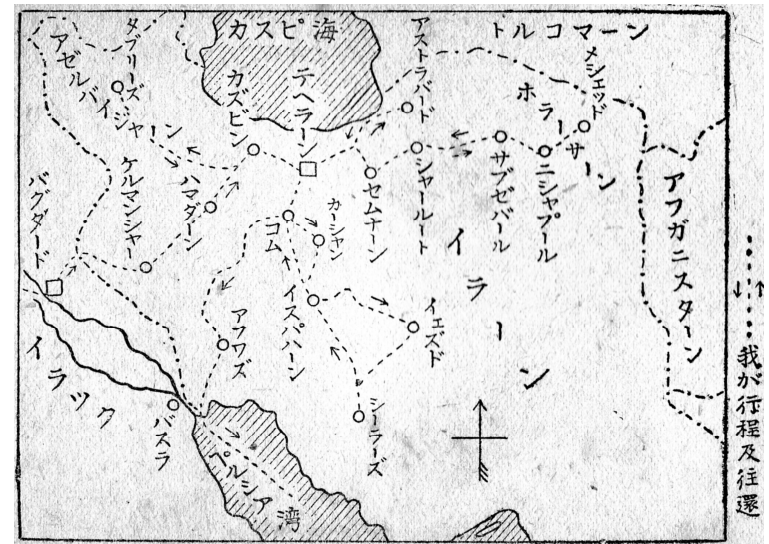 カスピ海
トルコマーン
アゼルバイジャーン
タブリーズ
カズビン
テヘラーン
アストラバード
メシェッド
ホラーサーン
アフガニスターン
バグダード
ケルマンシャー
ハマダーン
コム
カーシャン
セムナーン
シャールート
サブゼバール
ニシャプール
イラーン
アフワズ
イスパハーン
イェズド
シーラーズ
イラック
バスラ
ペルシア湾
我が行程及往還